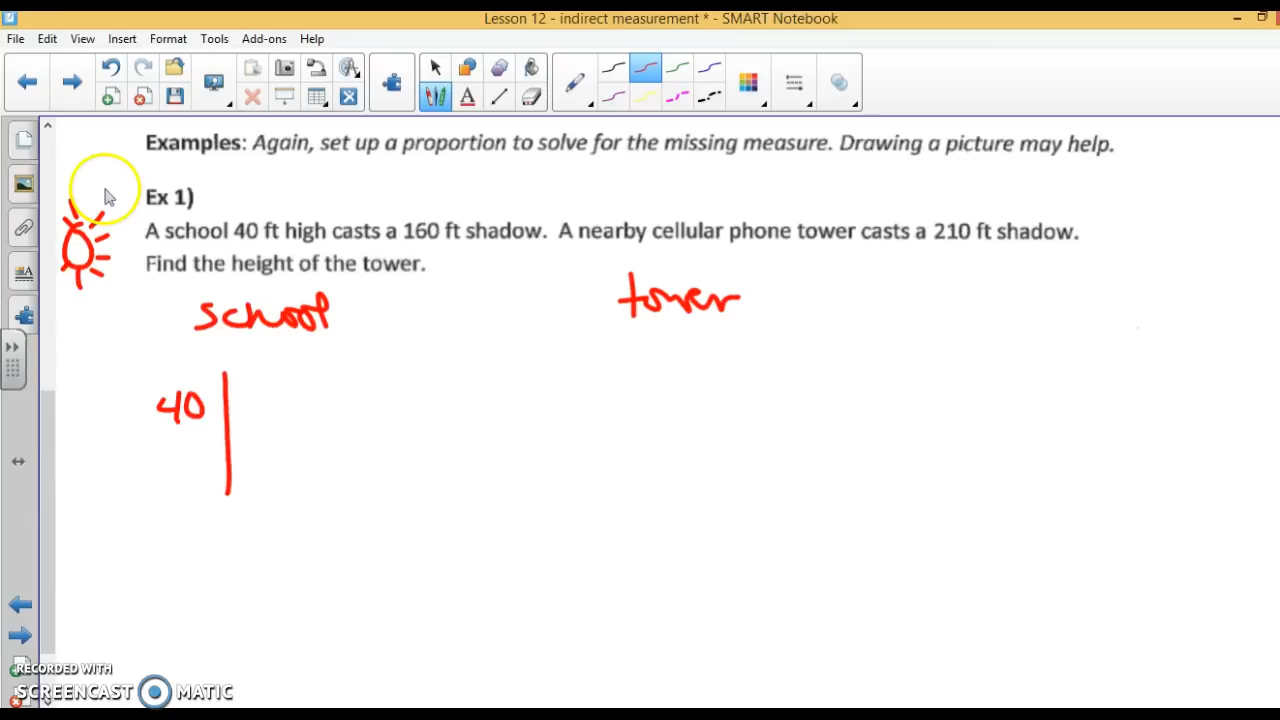 Lesson 12 - indirect measurement * - SMART Notebook
File Edit View Insert Format Tools Add-ons Help
Examples: Again, set up a proportion to solve for the missing measure. Drawing a picture may help.
Ex 1)
A school 40 ft high casts a 160 ft shadow. A nearby cellular phone tower casts a 210 ft shadow.
Find the height of the tower.
school tower
40
RECORDED WITH
SCREENCAST MATIC